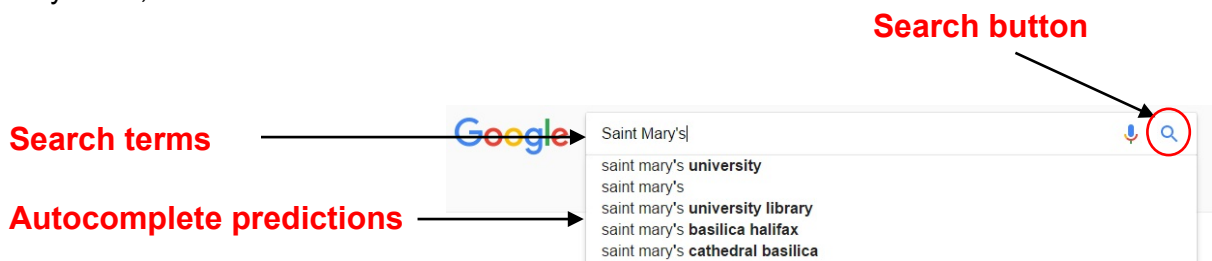 Search button
Google
Saint Mary's
Search terms
saint mary's university
saint mary's
Autocomplete predictions
saint mary's university library
saint mary's basilica halifax
saint mary's cathedral basilica